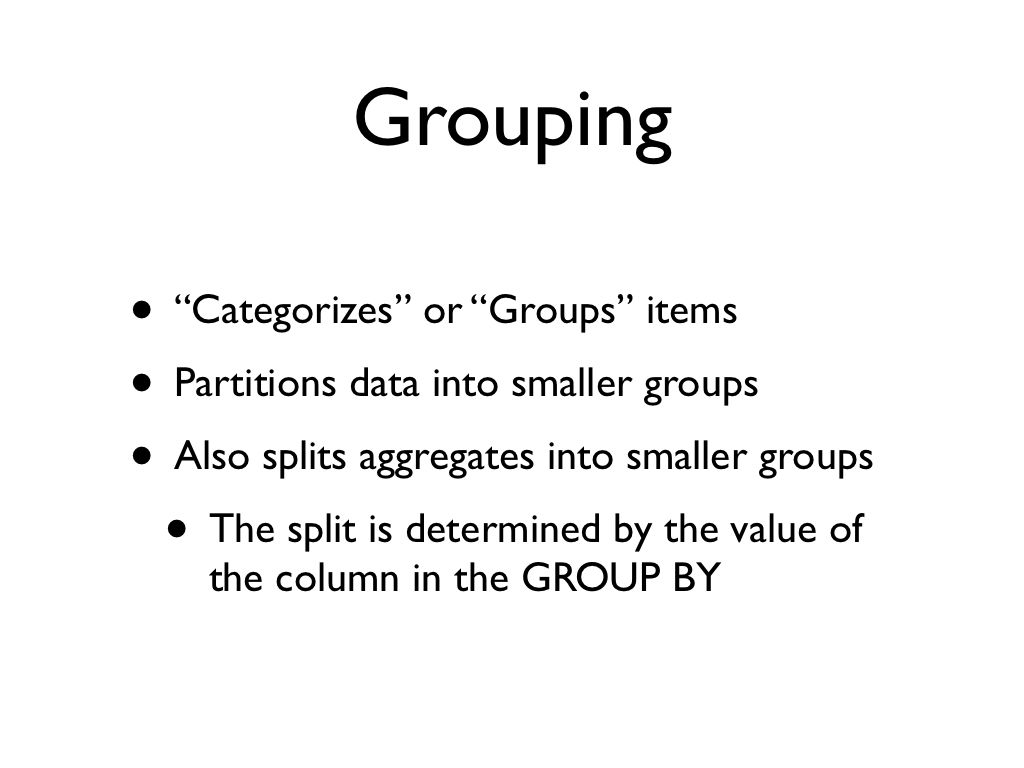 Grouping
• “Categorizes” or “Groups” items
• Partitions data into smaller groups
• Also splits aggregates into smaller groups
• The split is determined by the value of
the column in the GROUP BY